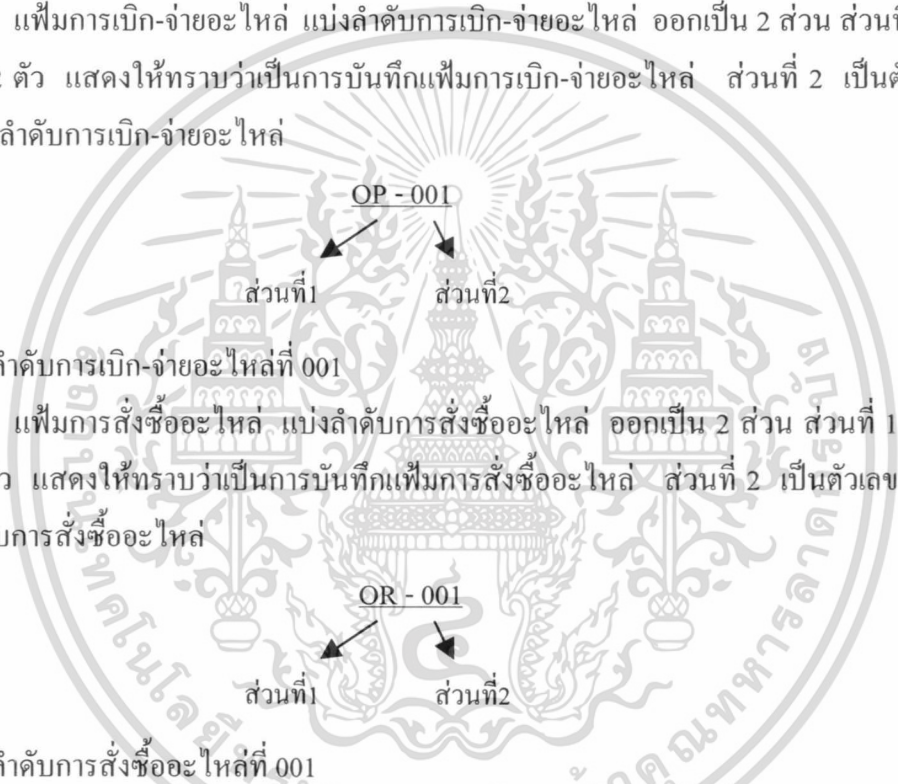 แฟ้มการเบิก-จ่ายอะไหล่ แบ่งลำดับการเบิก-จ่ายอะไหล่ ออกเป็น 2 ส่วน ส่วนที่
ตัว แสดงให้ทราบว่าเป็นการบันทึกแฟ้มการเบิก-จ่ายอะไหล่ ส่วนที่ 2 เป็นตัว
ลำดับการเบิก-จ่ายอะไหล่
OP - 001
ส่วนที่1 ส่วนที่2
ลำดับการเบิก-จ่ายอะไหล่ที่ 001
แฟ้มการสั่งซื้ออะไหล่ แบ่งลำดับการสั่งซื้ออะไหล่ ออกเป็น 2 ส่วน ส่วนที่ 1
แสดงให้ทราบว่าเป็นการบันทึกแฟ้มการสั่งซื้ออะไหล่ ส่วนที่ 2 เป็นตัวเลข
การสั่งซื้ออะไหล่
OR - 001
ส่วนที่1 ส่วนที่2
ลำดับการสั่งซื้ออะไหล่ที่ 001